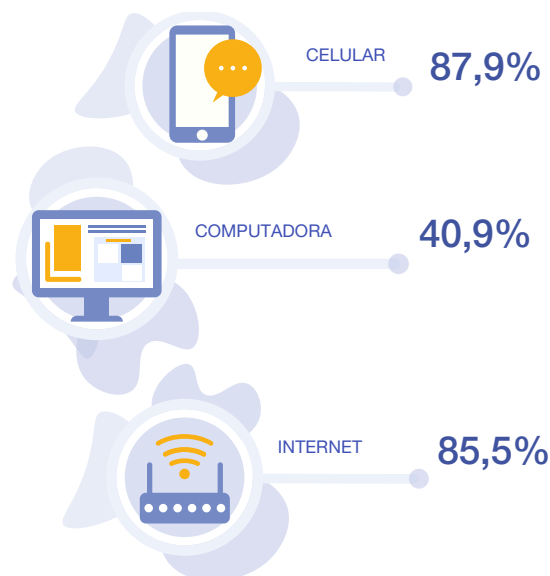 CELULAR
87,9%
COMPUTADORA
40,9%
INTERNET
85,5%